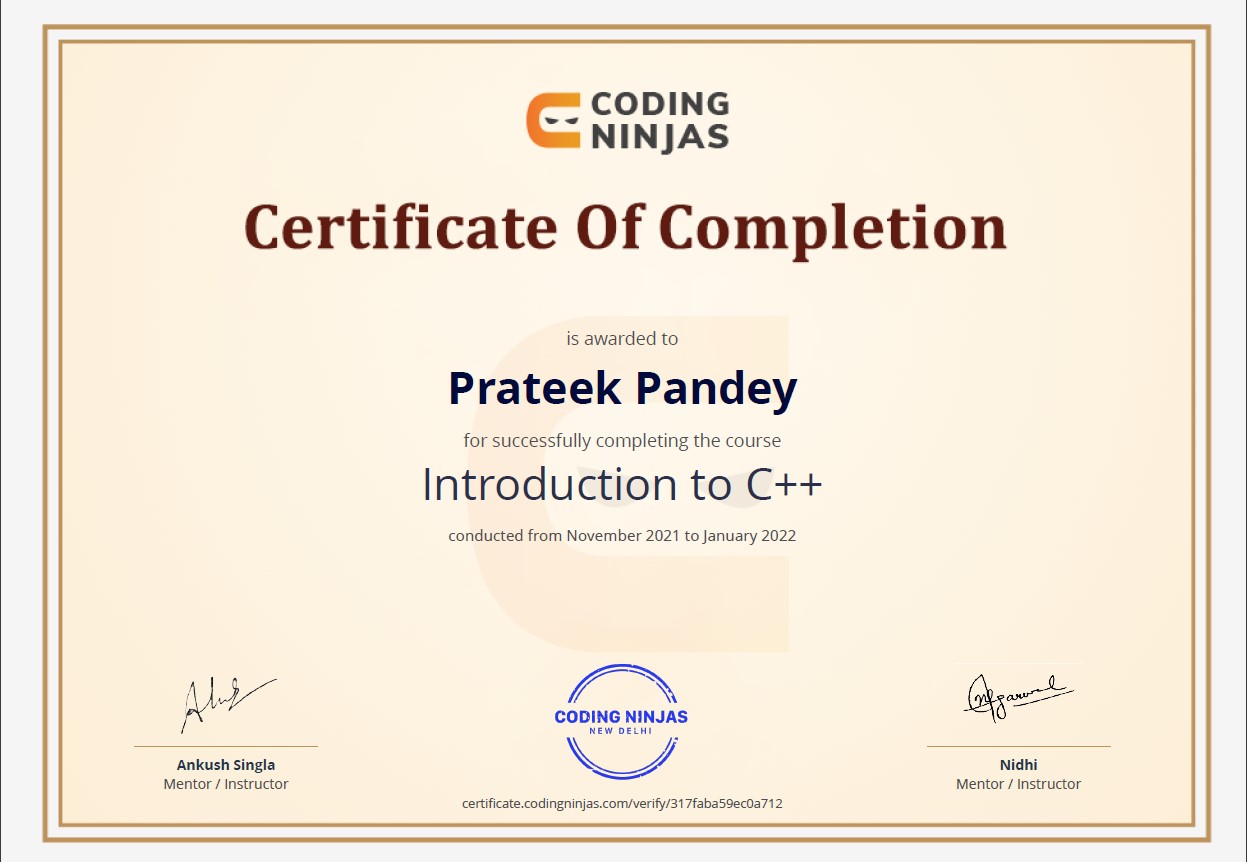 CODING
NINJAS
Certificate Of Completion
is awarded to
Prateek Pandey
for successfully completing the course
Introduction to C++
conducted from November 2021 to January 2022
CODING NINJAS
NEW DELHI
Ankush Singla
Mentor / Instructor
Nidhi
Mentor / Instructor
certificate.codingninjas.com/verify/317faba59ec0a712